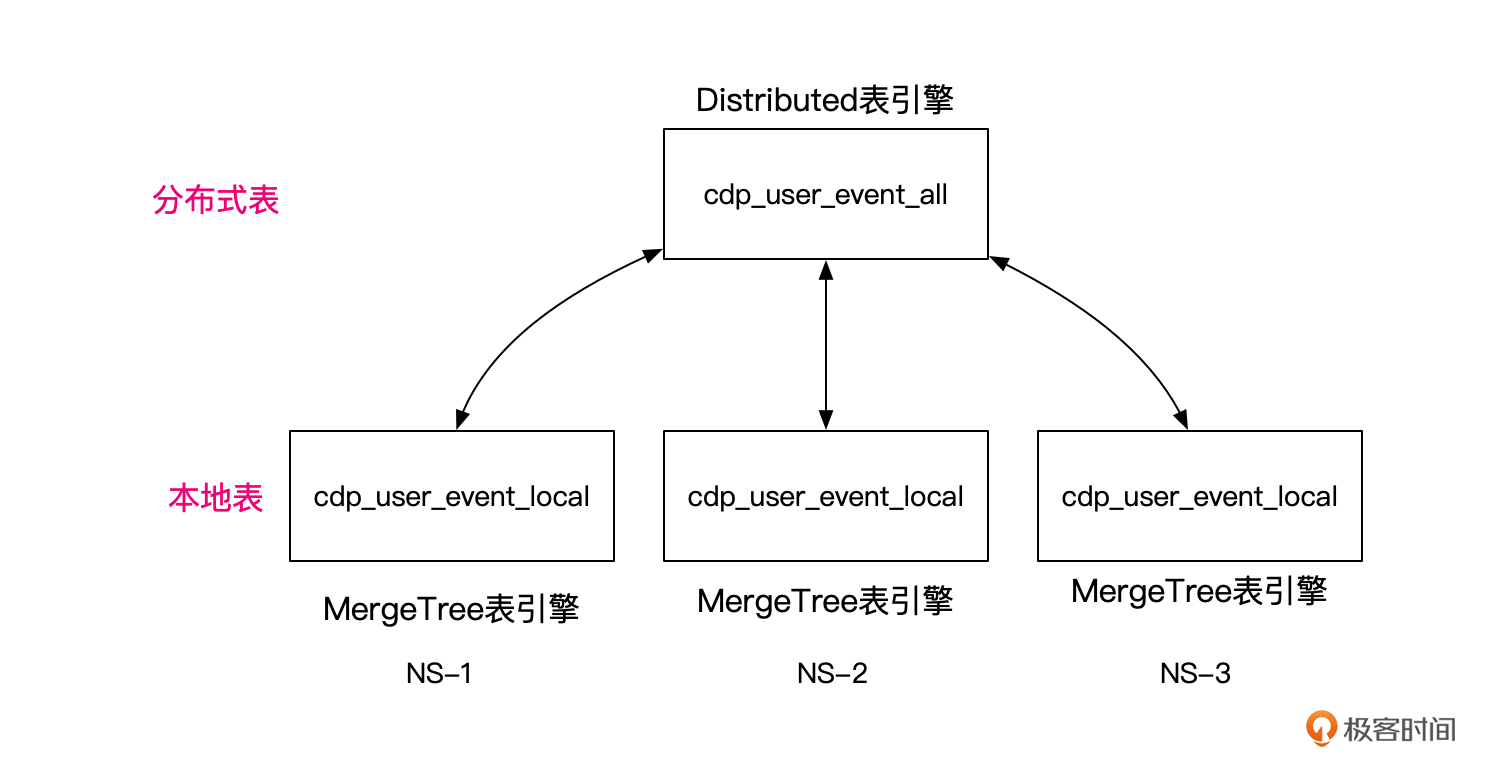 Distributed表引擎
cdp_user_event_all
分布式表
cdp_user_event_local
cdp_user_event_local
cdp_user_event_local
本地表
MergeTree表引擎
MergeTree表引擎
MergeTree表引擎
NS-1
NS-2
NS-3
极客时间